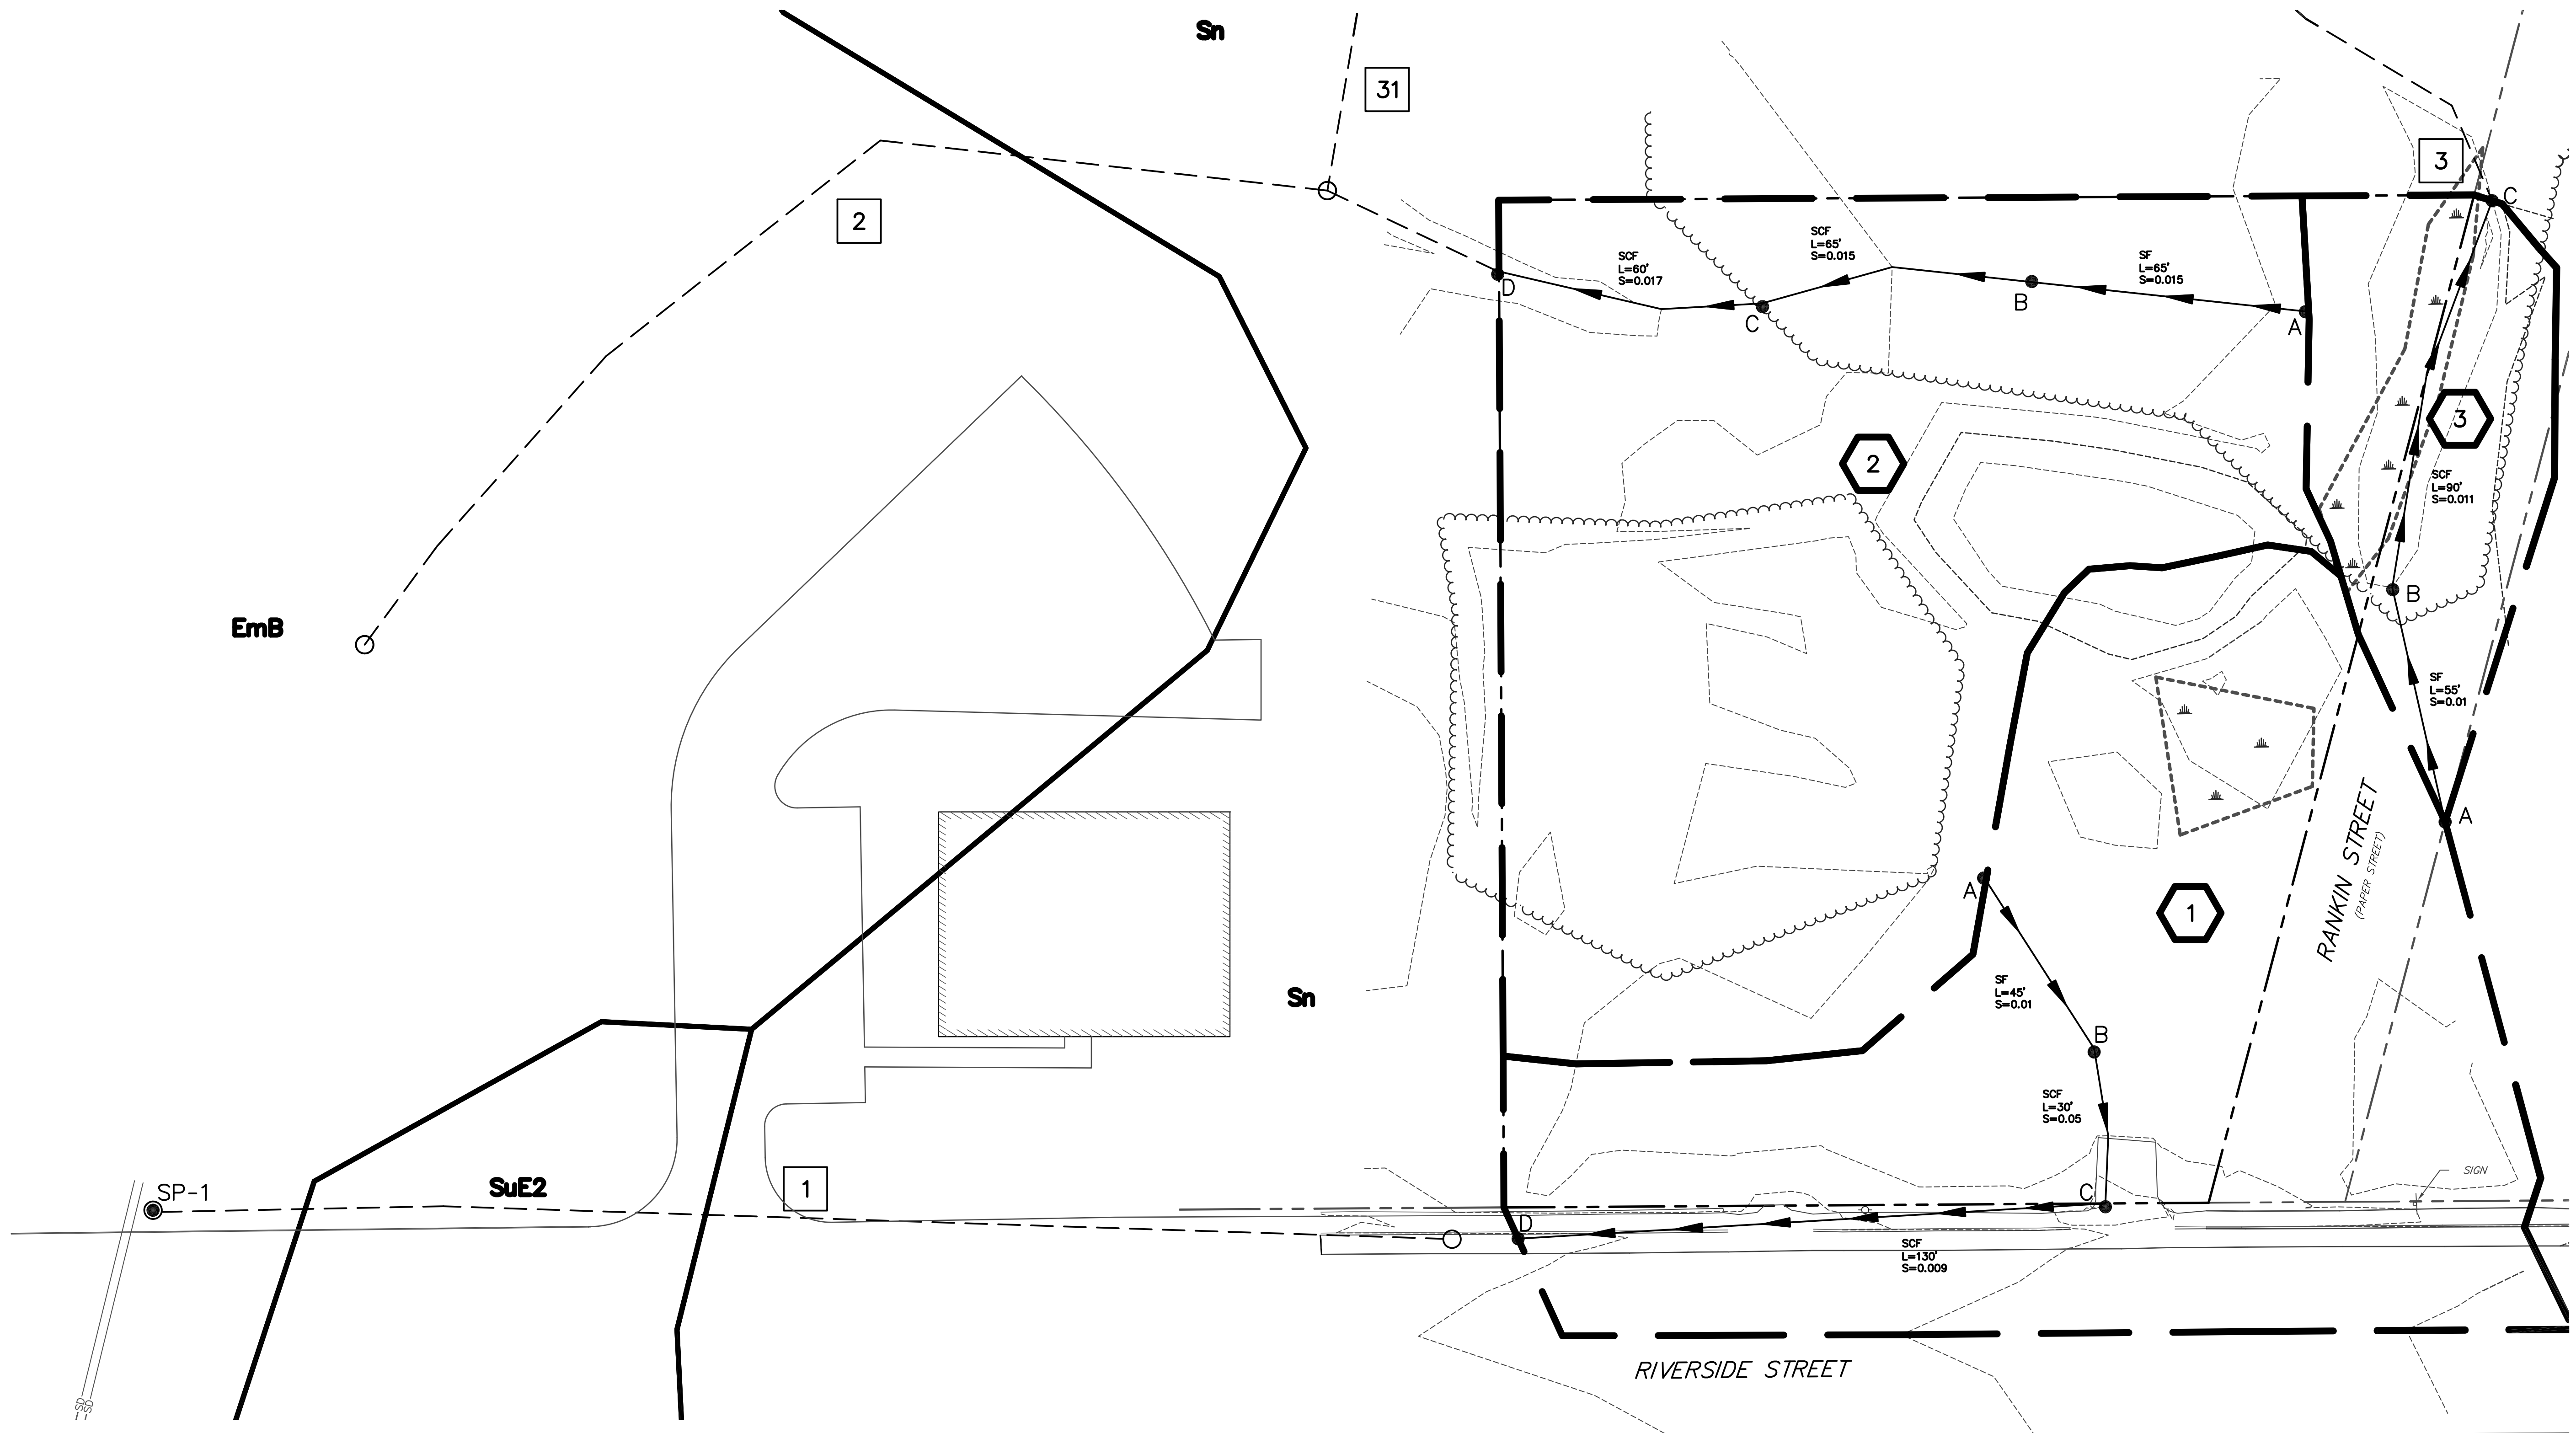 Sn
31
3
C
2
SCF
L=60'
S=0.017
SCF
L=65'
S=0.015
SF
L=65'
S=0.015
D
C
B
A
3
2
SCF
L=90'
S=0.011
B
EmB
SF
L=55'
S=0.01
A
RANKIN STREET
(PAPER STREET)
A
1
SF
L=45'
S=0.01
Sn
B
SCF
L=30'
S=0.05
SIGN
SP-1
SuE2
1
C
D
SCF
L=130'
S=0.009
RIVERSIDE STREET
SD
SD